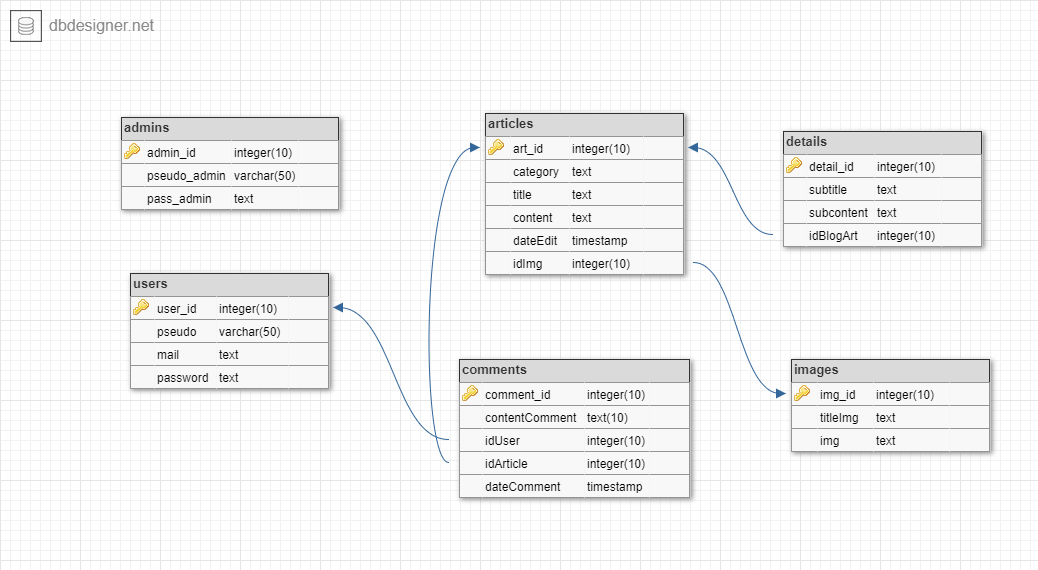 dbdesigner.net
admins
admin_id integer(10)
pseudo_admin varchar(50)
pass_admin text
articles
art_id integer(10)
category text
title text
content text
dateEdit timestamp
idImg integer(10)
details
detail_id integer(10)
subtitle text
subcontent text
idBlogArt integer(10)
users
user_id integer(10)
pseudo varchar(50)
mail text
password text
comments
comment_id integer(10)
contentComment text(10)
idUser integer(10)
idArticle integer(10)
dateComment timestamp
images
img_id integer(10)
titleImg text
img text